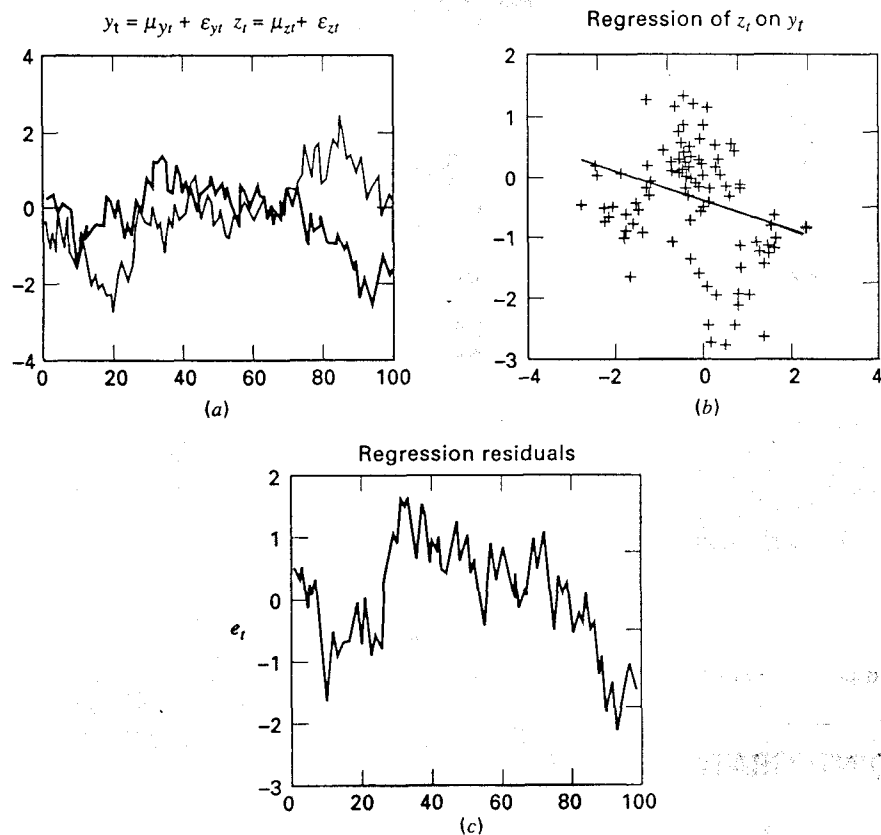 y_t = μ_yt + ε_yt  z_t = μ_zt + ε_zt
4
2
0
−2
−4
0 20 40 60 80 100
(a)
Regression of z_t on y_t
2
1
0
−1
−2
−3
−4 −2 0 2 4
(b)
Regression residuals
2
1
0
e_t
−1
−2
−3
0 20 40 60 80 100
(c)